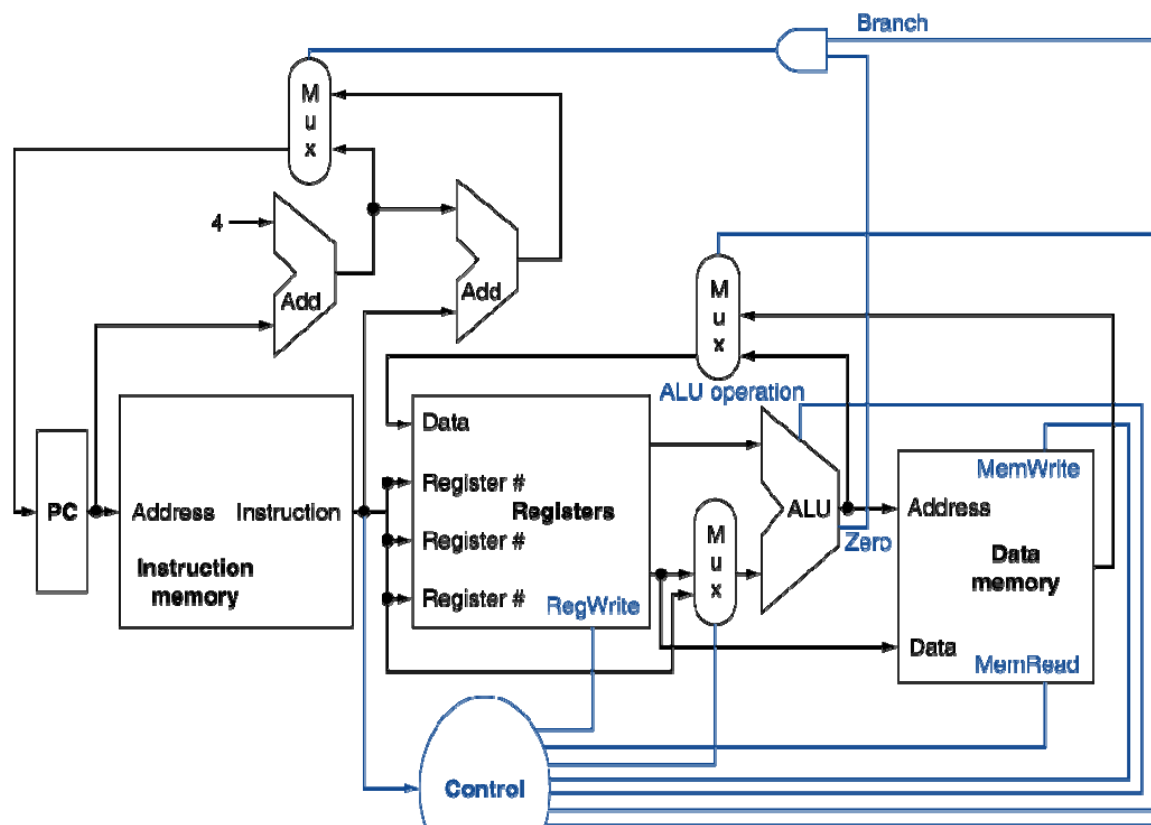 Branch
M
u
x
4
Add
Add
M
u
x
ALU operation
Data
Register #
Registers
Register #
Register #
RegWrite
PC
Address
Instruction
Instruction
memory
M
u
x
ALU
Zero
MemWrite
Address
Data
memory
Data
MemRead
Control